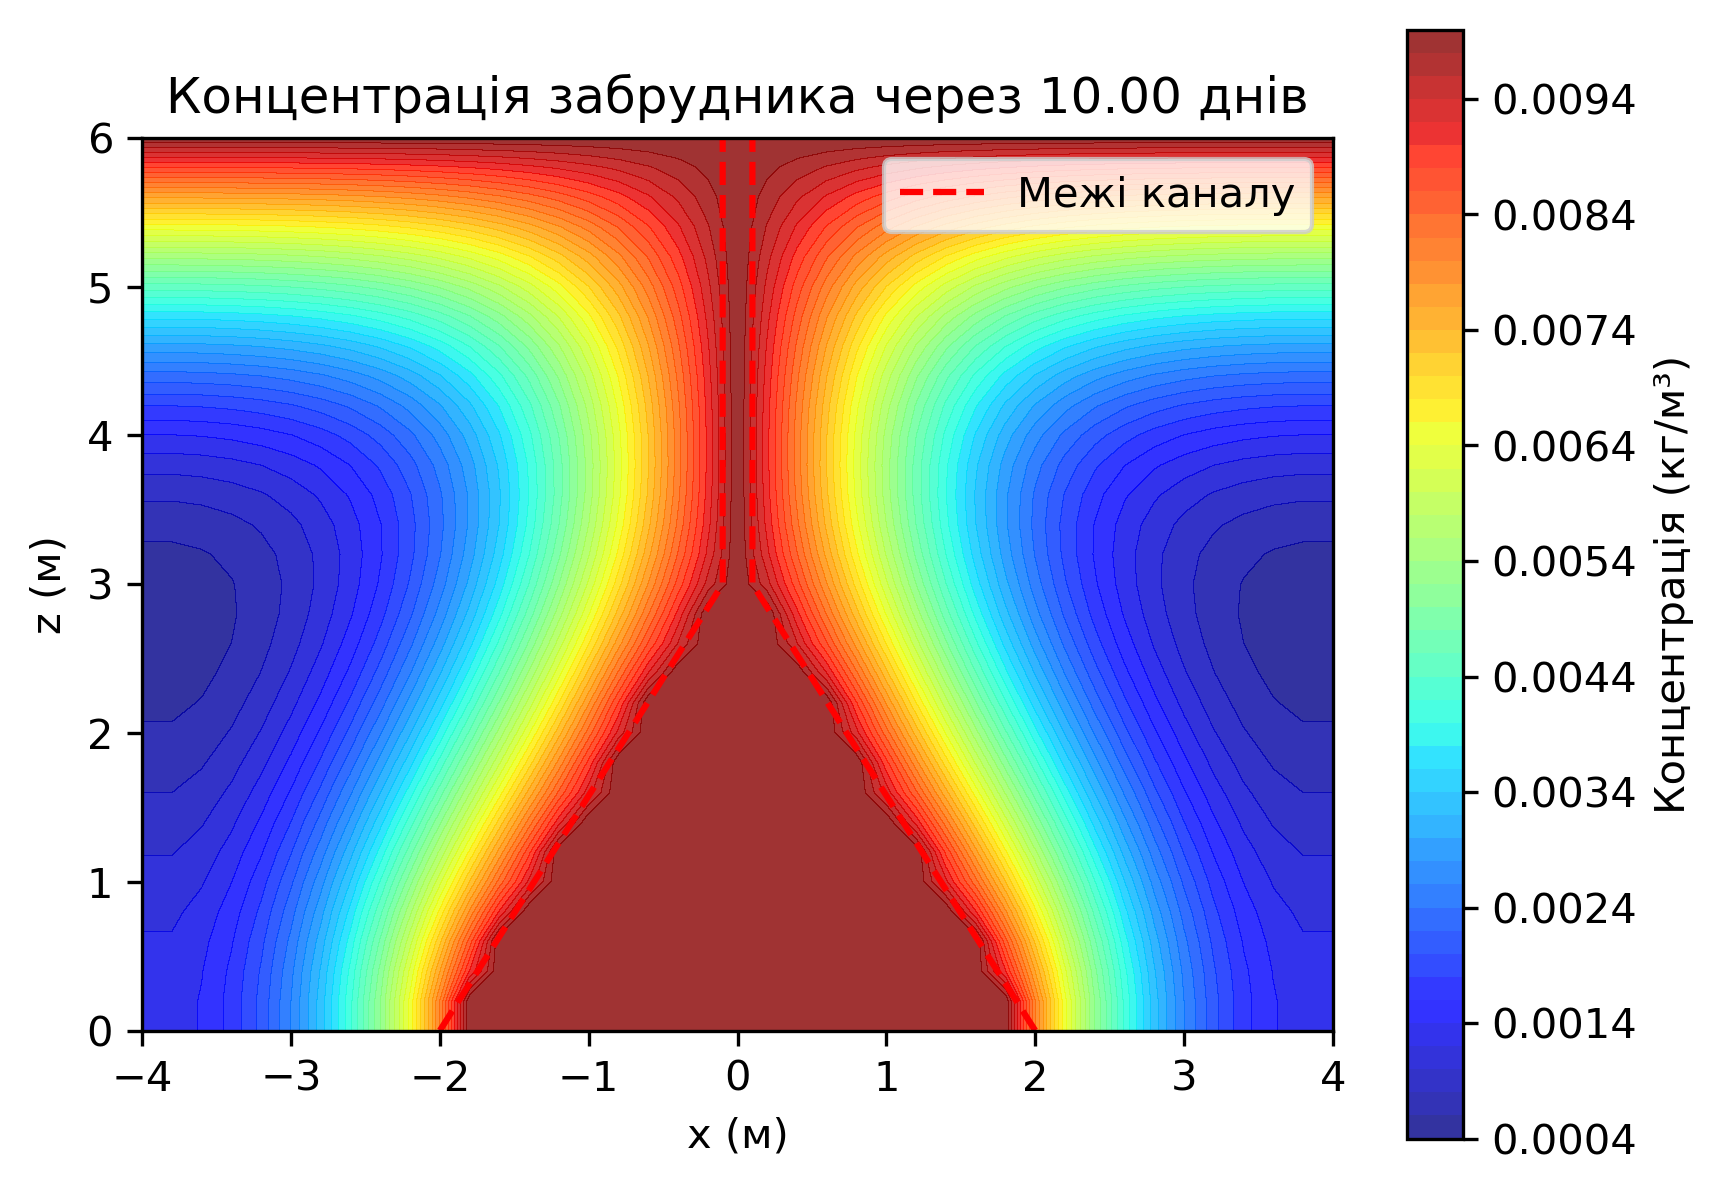 Концентрація забрудника через 10.00 днів
Межі каналу
6
5
4
3
2
1
0
z (м)
−4 −3 −2 −1 0 1 2 3 4
x (м)
0.0094
0.0084
0.0074
0.0064
0.0054
0.0044
0.0034
0.0024
0.0014
0.0004
Концентрація (кг/м³)